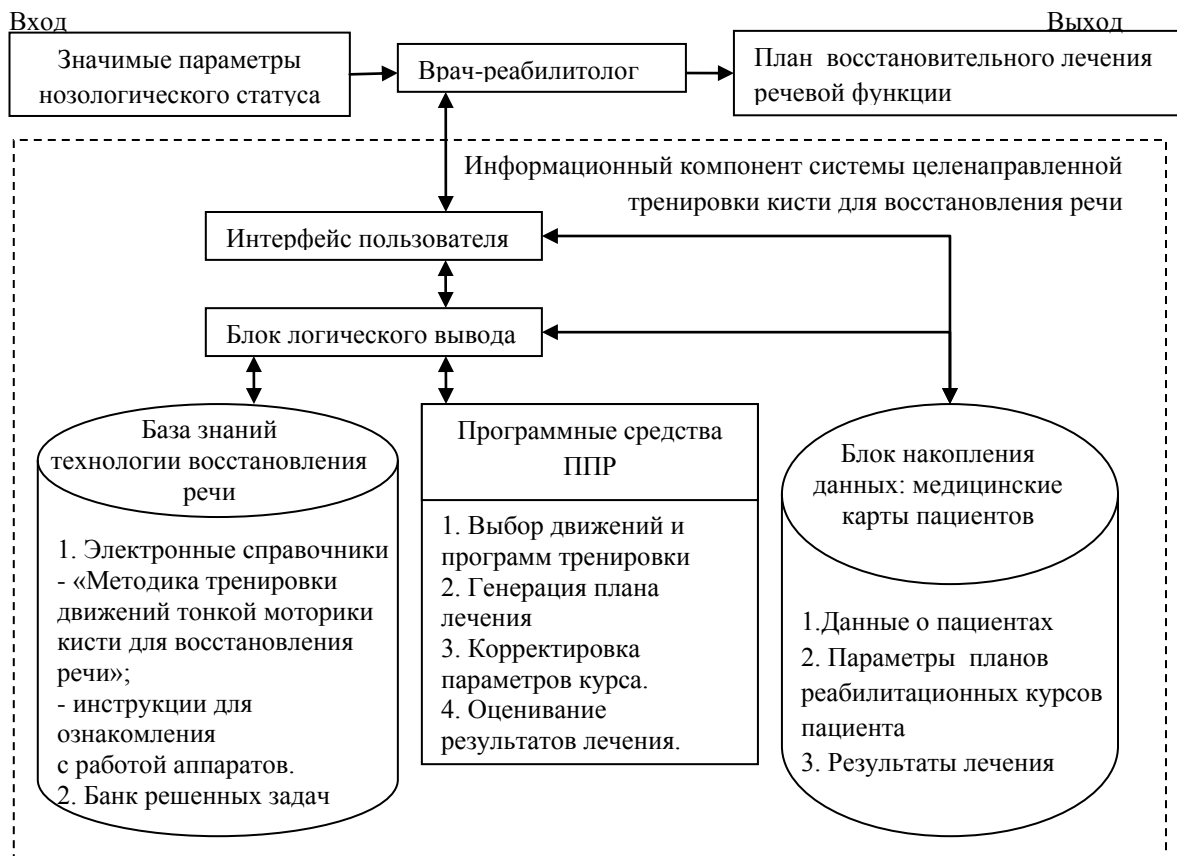 Вход
Выход
Значимые параметры
нозологического статуса
Врач-реабилитолог
План восстановительного лечения
речевой функции
Информационный компонент системы целенаправленной
тренировки кисти для восстановления речи
Интерфейс пользователя
Блок логического вывода
База знаний
технологии восстановления
речи
1. Электронные справочники
- «Методика тренировки
движений тонкой моторики
кисти для восстановления
речи»;
- инструкции для
ознакомления
с работой аппаратов.
2. Банк решенных задач
Программные средства
ППР
1. Выбор движений и
программ тренировки
2. Генерация плана
лечения
3. Корректировка
параметров курса.
4. Оценивание
результатов лечения.
Блок накопления
данных: медицинские
карты пациентов
1.Данные о пациентах
2. Параметры планов
реабилитационных курсов
пациента
3. Результаты лечения